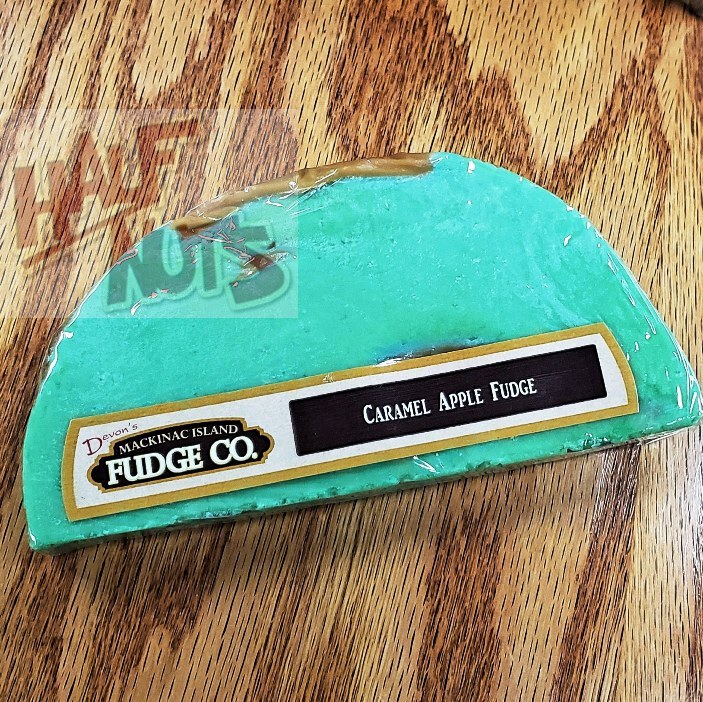 HALF
NUTS
Devon's
MACKINAC ISLAND
FUDGE CO.
CARAMEL APPLE FUDGE